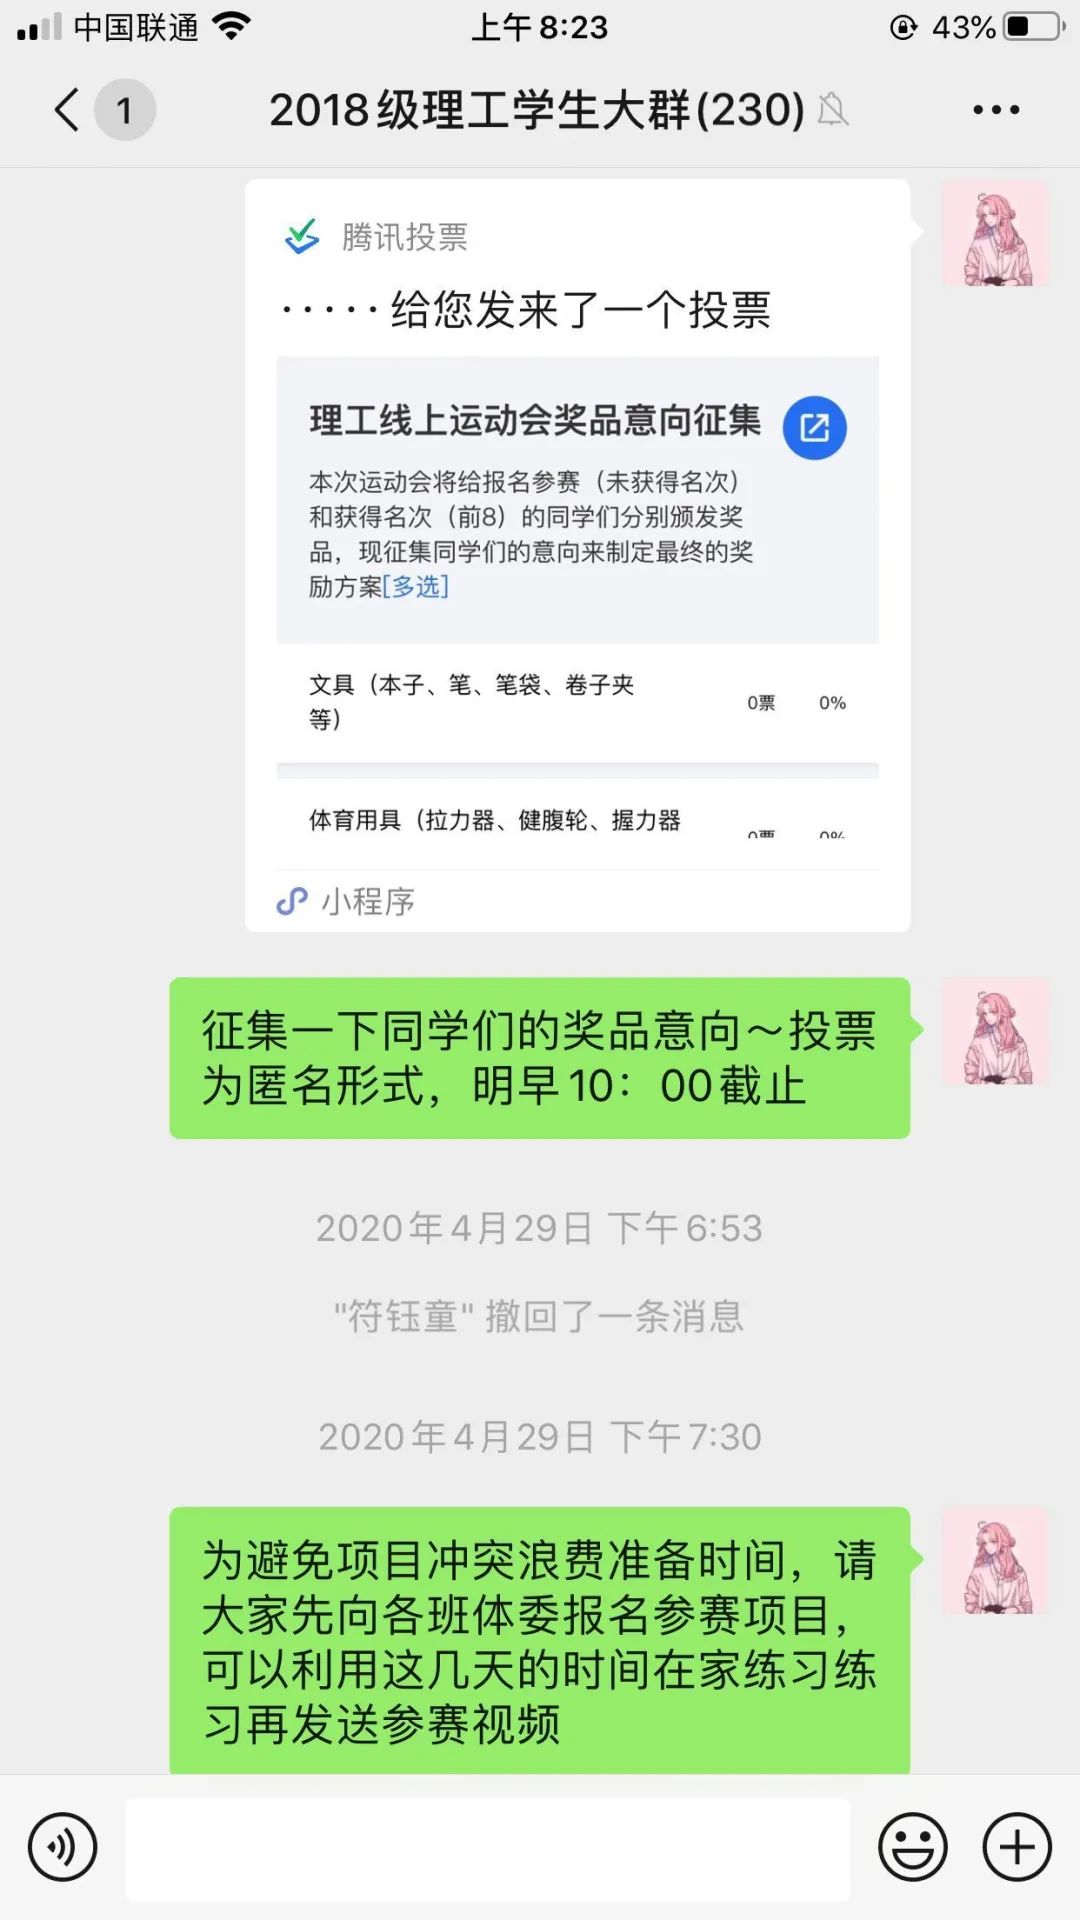 中国联通
上午8:23
43%
1
2018级理工学生大群(230)
腾讯投票
·····给您发来了一个投票
理工线上运动会奖品意向征集
本次运动会将给报名参赛（未获得名次）
和获得名次（前8）的同学们分别颁发奖
品，现征集同学们的意向来制定最终的奖
励方案[多选]
文具（本子、笔、笔袋、卷子夹
等）
0票 0%
体育用具（拉力器、健腹轮、握力器
0票 0%
小程序
征集一下同学们的奖品意向～投票
为匿名形式，明早10：00截止
2020年4月29日 下午6:53
"符钰童" 撤回了一条消息
2020年4月29日 下午7:30
为避免项目冲突浪费准备时间，请
大家先向各班体委报名参赛项目，
可以利用这几天的时间在家练习练
习再发送参赛视频